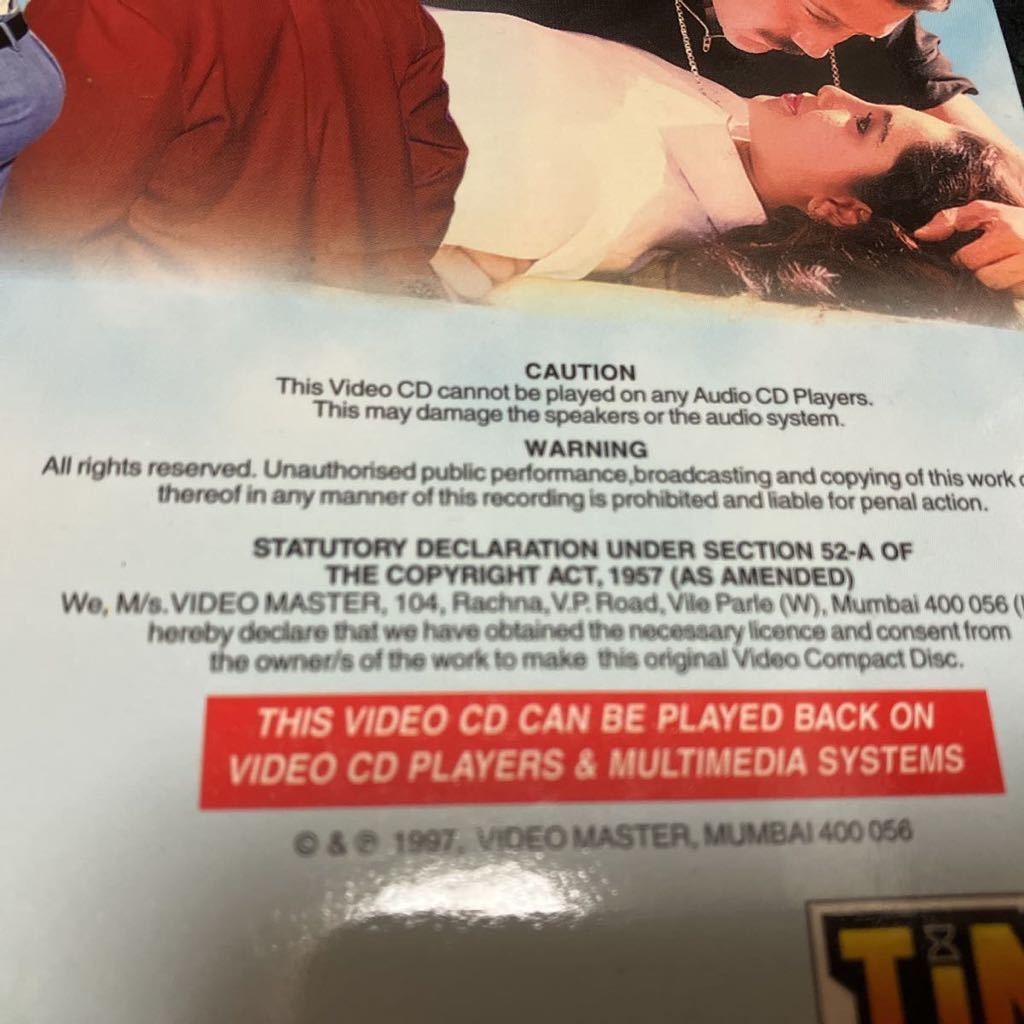 CAUTION
This Video CD cannot be played on any Audio CD Players.
This may damage the speakers or the audio system.
WARNING
All rights reserved. Unauthorised public performance,broadcasting and copying of this work
thereof in any manner of this recording is prohibited and liable for penal action.
STATUTORY DECLARATION UNDER SECTION 52-A OF
THE COPYRIGHT ACT, 1957 (AS AMENDED)
We, M/s. VIDEO MASTER, 104, Rachna, V.P. Road, Vile Parle (W), Mumbai 400 056
hereby declare that we have obtained the necessary licence and consent from
the owner/s of the work to make this original Video Compact Disc.
THIS VIDEO CD CAN BE PLAYED BACK ON
VIDEO CD PLAYERS & MULTIMEDIA SYSTEMS
© & ℗ 1997, VIDEO MASTER, MUMBAI 400 056